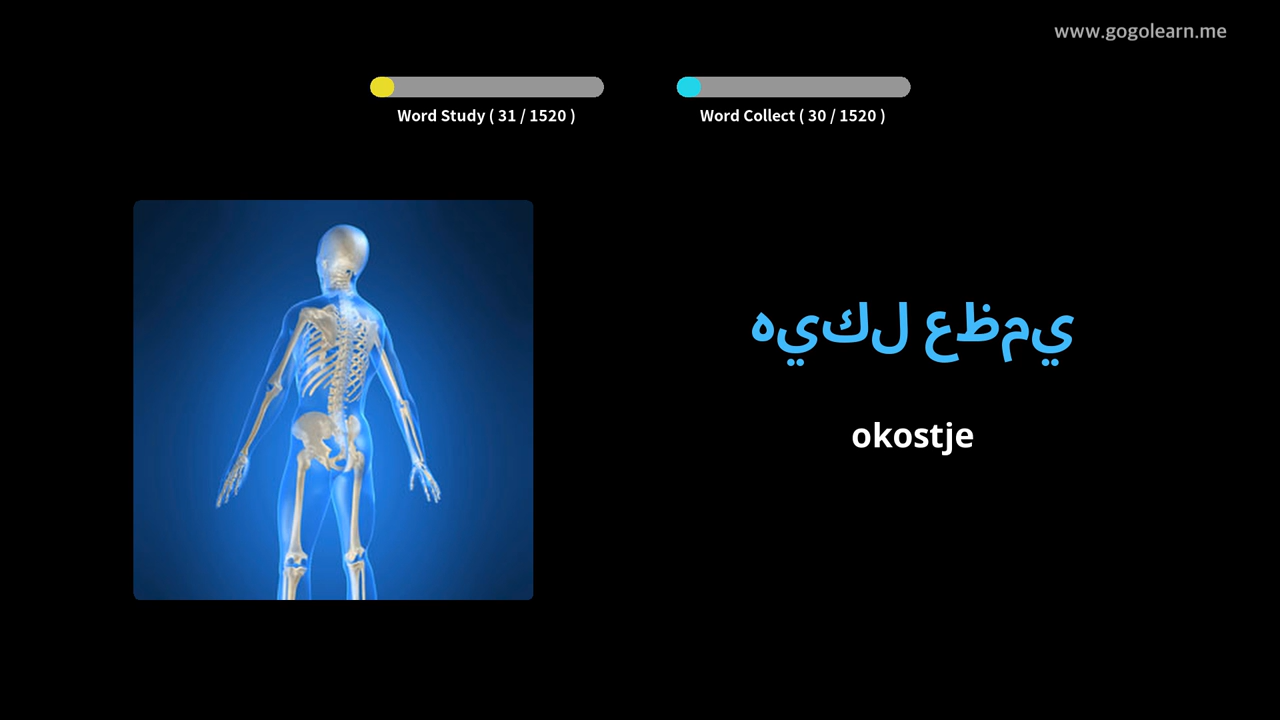 www.gogolearn.me
Word Study ( 31 / 1520 )
Word Collect ( 30 / 1520 )
هيكل عظمي
okostje